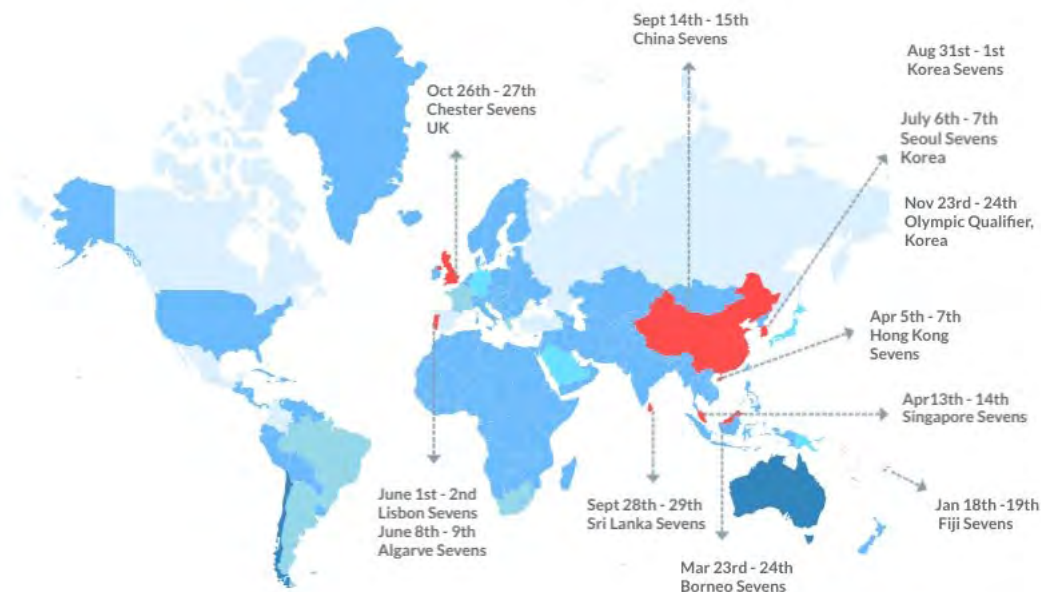 Sept 14th - 15th
China Sevens
Aug 31st - 1st
Korea Sevens
Oct 26th - 27th
Chester Sevens
UK
July 6th - 7th
Seoul Sevens
Korea
Nov 23rd - 24th
Olympic Qualifier,
Korea
Apr 5th - 7th
Hong Kong
Sevens
Apr13th - 14th
Singapore Sevens
June 1st - 2nd
Lisbon Sevens
June 8th - 9th
Algarve Sevens
Sept 28th - 29th
Sri Lanka Sevens
Jan 18th -19th
Fiji Sevens
Mar 23rd - 24th
Borneo Sevens